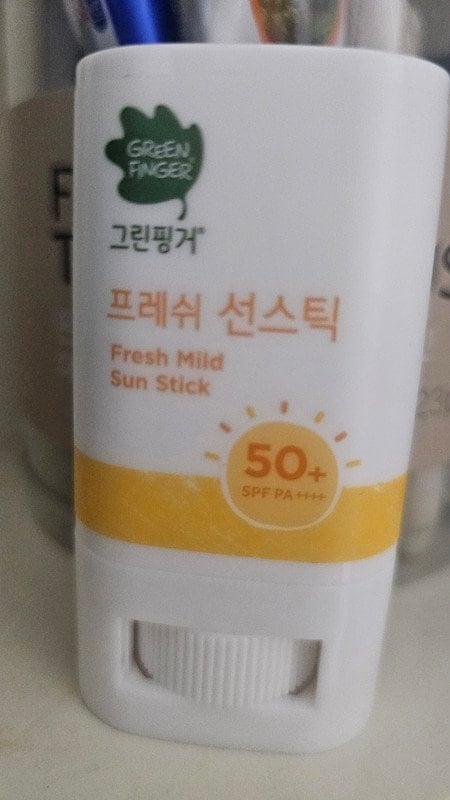 GREEN
FINGER
그린핑거®
프레쉬 선스틱
Fresh Mild
Sun Stick
50+
SPF PA++++